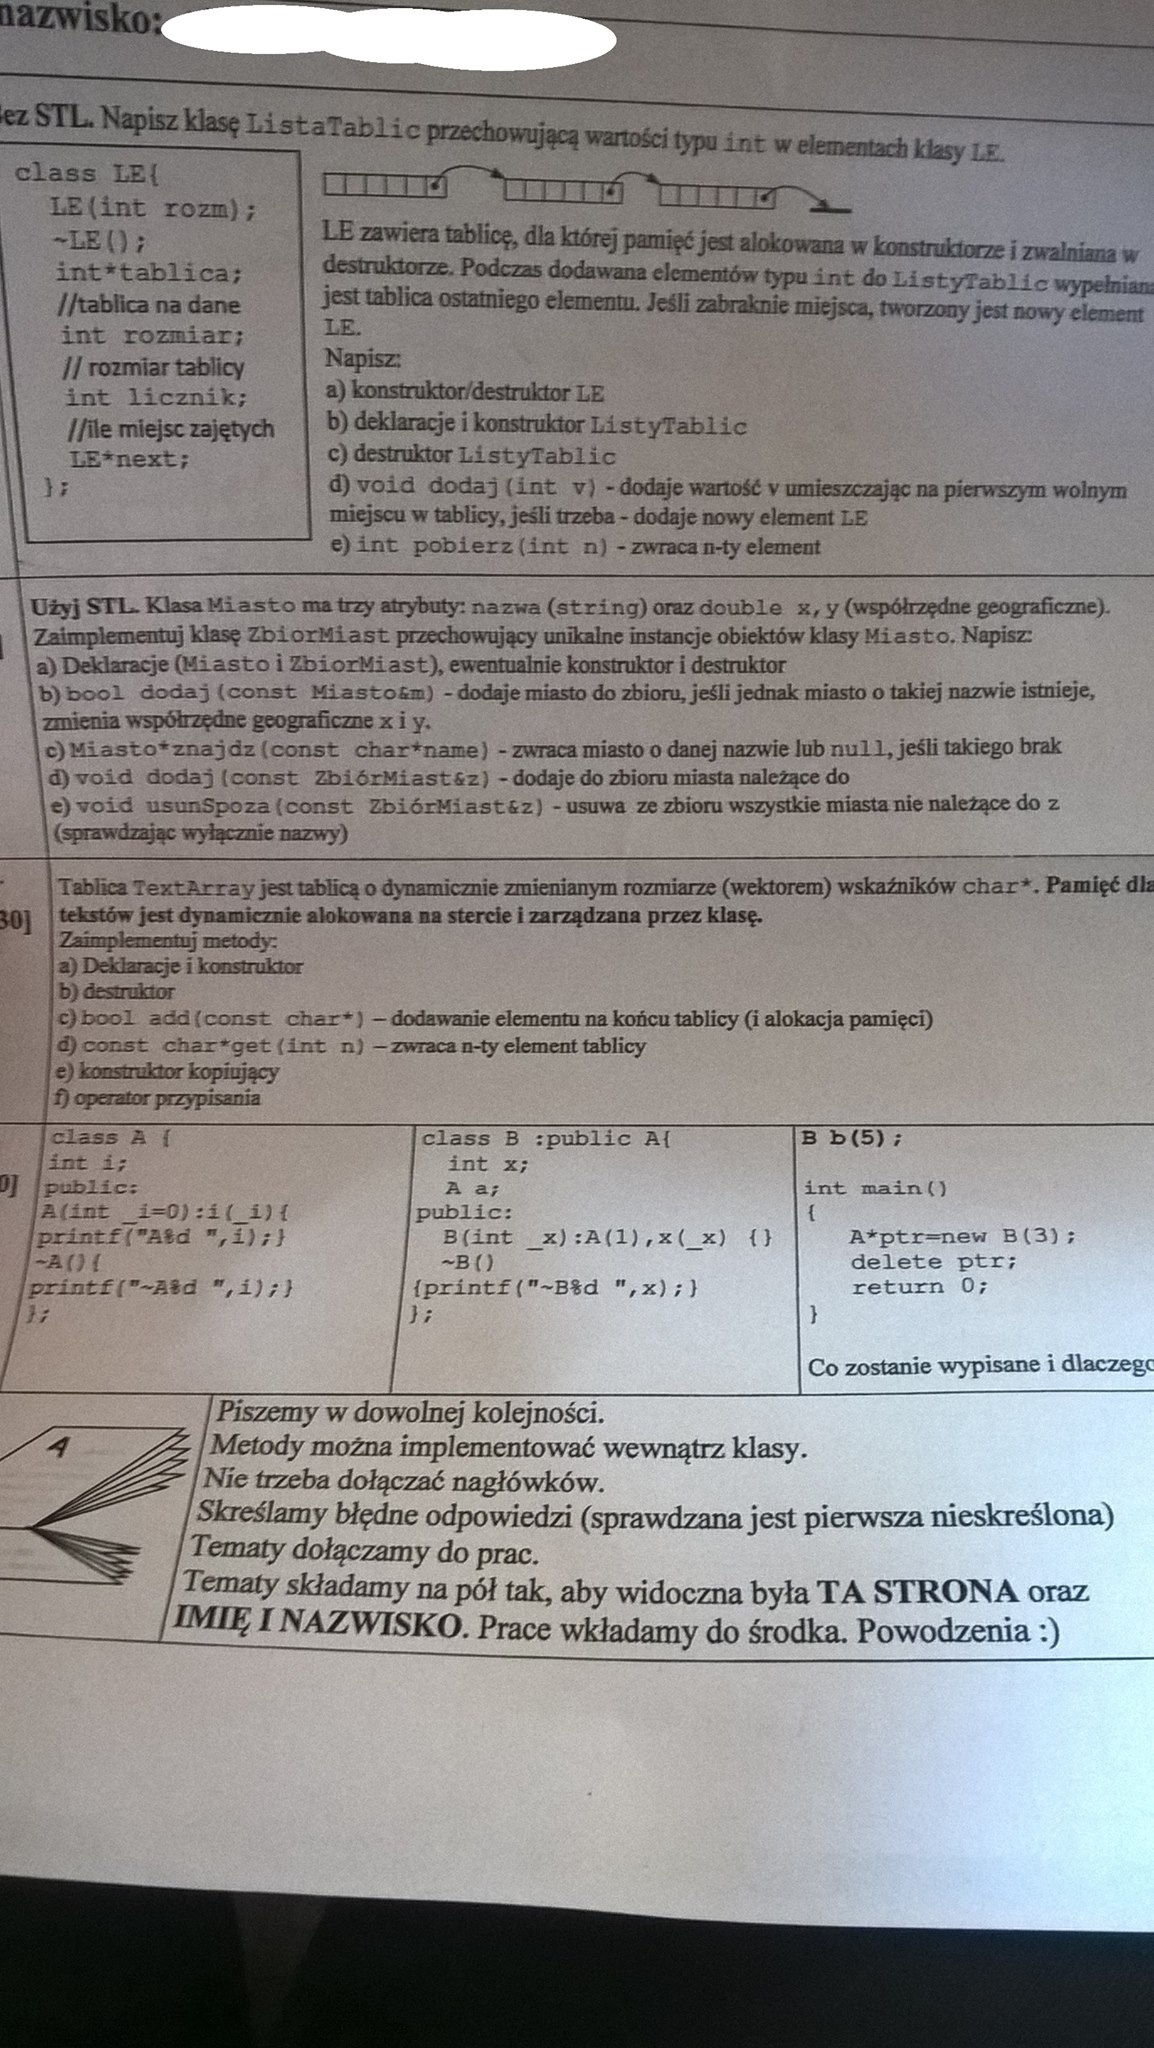 nazwisko:
ez STL. Napisz klasę ListaTablic przechowującą wartości typu int w elementach klasy LE.
class LE{
LE(int rozm);
~LE();
int*tablica;
//tablica na dane
int rozmiar;
// rozmiar tablicy
int licznik;
//ile miejsc zajętych
LE*next;
};
LE zawiera tablicę, dla której pamięć jest alokowana w konstruktorze i zwalniana w
destruktorze. Podczas dodawana elementów typu int do ListyTablic wypełniana
jest tablica ostatniego elementu. Jeśli zabraknie miejsca, tworzony jest nowy element
LE.
Napisz:
a) konstruktor/destruktor LE
b) deklaracje i konstruktor ListyTablic
c) destruktor ListyTablic
d) void dodaj(int v) - dodaje wartość v umieszczając na pierwszym wolnym
miejscu w tablicy, jeśli trzeba - dodaje nowy element LE
e) int pobierz(int n) - zwraca n-ty element
Użyj STL. Klasa Miasto ma trzy atrybuty: nazwa (string) oraz double x,y (współrzędne geograficzne).
Zaimplementuj klasę ZbiorMiast przechowujący unikalne instancje obiektów klasy Miasto. Napisz:
a) Deklaracje (Miasto i ZbiorMiast), ewentualnie konstruktor i destruktor
b) bool dodaj(const Miasto&m) - dodaje miasto do zbioru, jeśli jednak miasto o takiej nazwie istnieje,
zmienia współrzędne geograficzne x i y.
c) Miasto*znajdz(const char*name) - zwraca miasto o danej nazwie lub null, jeśli takiego brak
d) void dodaj(const ZbiórMiast&z) - dodaje do zbioru miasta należące do
e) void usunSpoza(const ZbiórMiast&z) - usuwa ze zbioru wszystkie miasta nie należące do z
(sprawdzając wyłącznie nazwy)
30]
Tablica TextArray jest tablicą o dynamicznie zmienianym rozmiarze (wektorem) wskaźników char*. Pamięć dla
tekstów jest dynamicznie alokowana na stercie i zarządzana przez klasę.
Zaimplementuj metody:
a) Deklaracje i konstruktor
b) destruktor
c) bool add(const char*) – dodawanie elementu na końcu tablicy (i alokacja pamięci)
d) const char*get(int n) – zwraca n-ty element tablicy
e) konstruktor kopiujący
f) operator przypisania
0]
class A {
int i;
public:
A(int _i=0):i(_i){
printf("A%d ",i);}
~A(){
printf("~A%d ",i);}
};
class B :public A{
int x;
A a;
public:
B(int _x):A(1),x(_x) {}
~B()
{printf("~B%d ",x);}
};
B b(5);
int main()
{
A*ptr=new B(3);
delete ptr;
return 0;
}
Co zostanie wypisane i dlaczego
A
Piszemy w dowolnej kolejności.
Metody można implementować wewnątrz klasy.
Nie trzeba dołączać nagłówków.
Skreślamy błędne odpowiedzi (sprawdzana jest pierwsza nieskreślona)
Tematy dołączamy do prac.
Tematy składamy na pół tak, aby widoczna była TA STRONA oraz
IMIĘ I NAZWISKO. Prace wkładamy do środka. Powodzenia :)